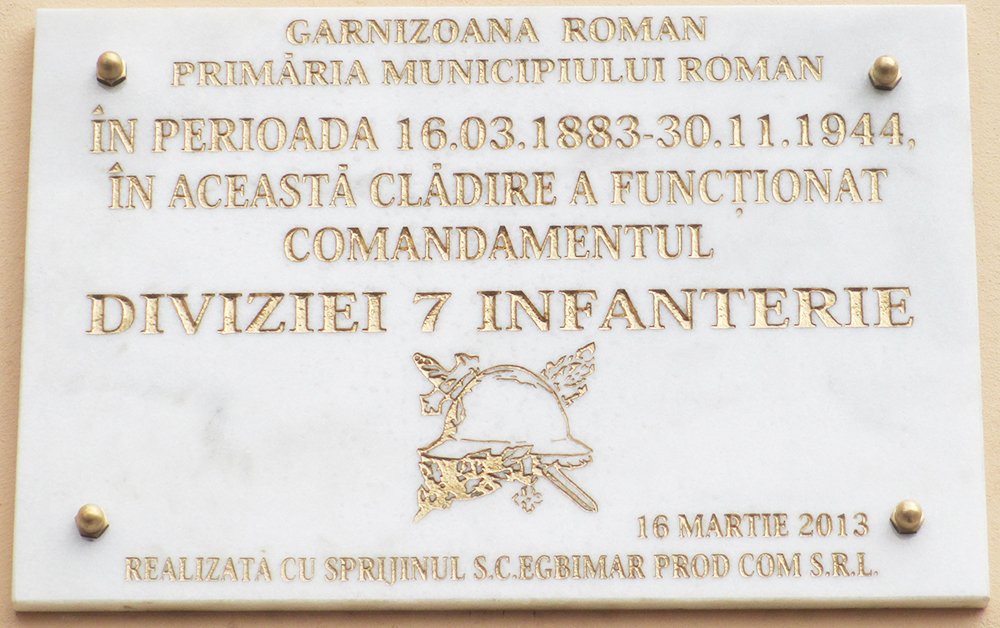 GARNIZOANA ROMAN
PRIMĂRIA MUNICIPIULUI ROMAN
ÎN PERIOADA 16.03.1883-30.11.1944,
ÎN ACEASTĂ CLĂDIRE A FUNCȚIONAT
COMANDAMENTUL
DIVIZIEI 7 INFANTERIE
16 MARTIE 2013
REALIZATA CU SPRIJINUL S.C.EGBIMAR PROD COM S.R.L.